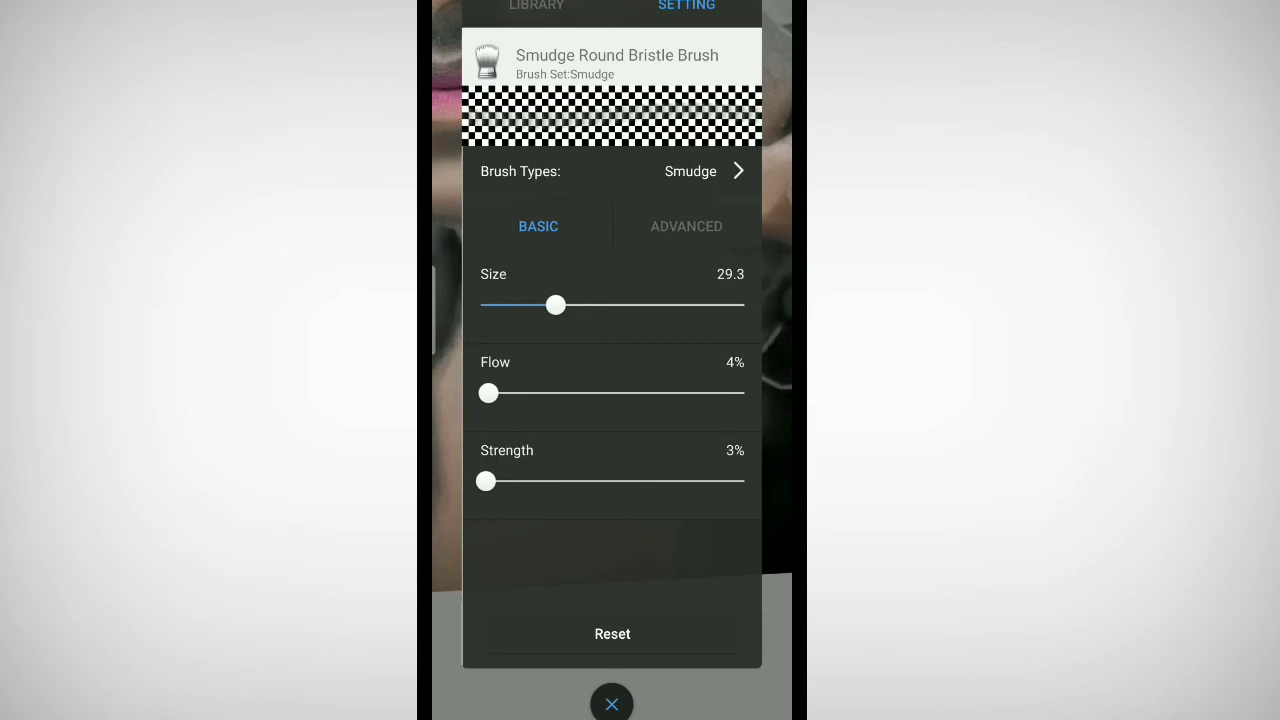 LIBRARY SETTING
Smudge Round Bristle Brush
Brush Set:Smudge
Brush Types: Smudge
BASIC ADVANCED
Size 29.3
Flow 4%
Strength 3%
Reset